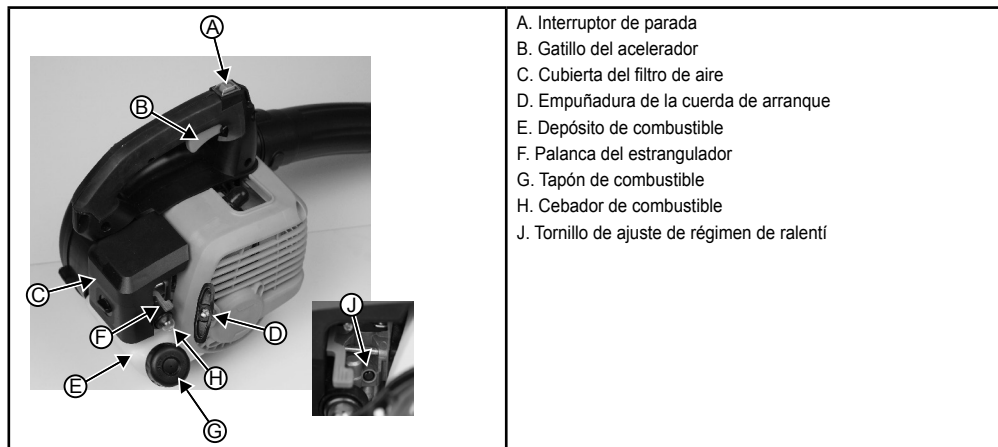 A
B
C
F
E
D
H
G
J
A. Interruptor de parada
B. Gatillo del acelerador
C. Cubierta del filtro de aire
D. Empuñadura de la cuerda de arranque
E. Depósito de combustible
F. Palanca del estrangulador
G. Tapón de combustible
H. Cebador de combustible
J. Tornillo de ajuste de régimen de ralentí